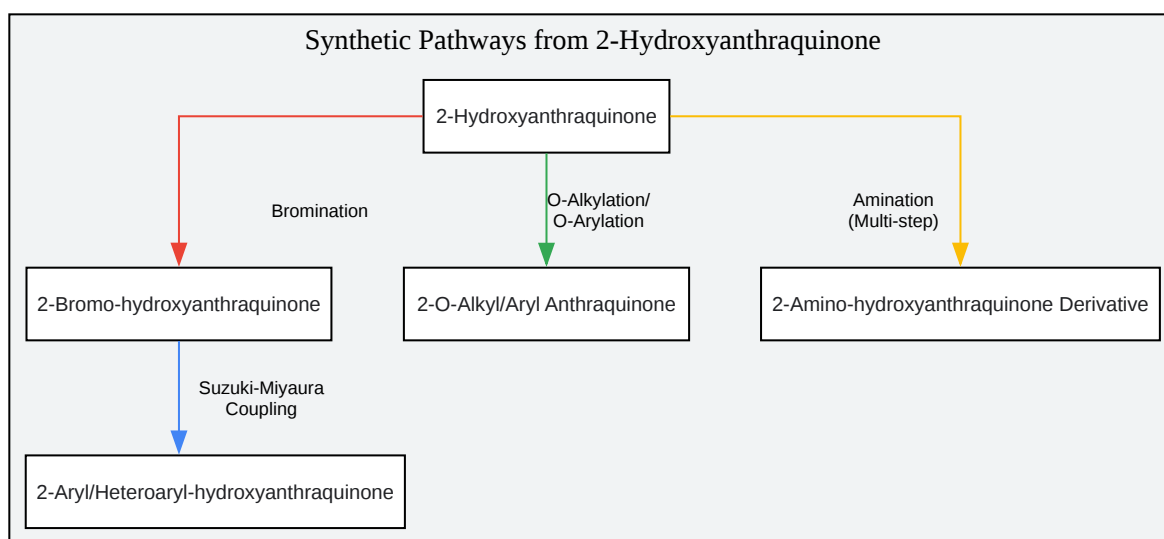 Synthetic Pathways from 2-Hydroxyanthraquinone
2-Hydroxyanthraquinone
Bromination
O-Alkylation/
O-Arylation
Amination
(Multi-step)
2-Bromo-hydroxyanthraquinone
2-O-Alkyl/Aryl Anthraquinone
2-Amino-hydroxyanthraquinone Derivative
Suzuki-Miyaura
Coupling
2-Aryl/Heteroaryl-hydroxyanthraquinone